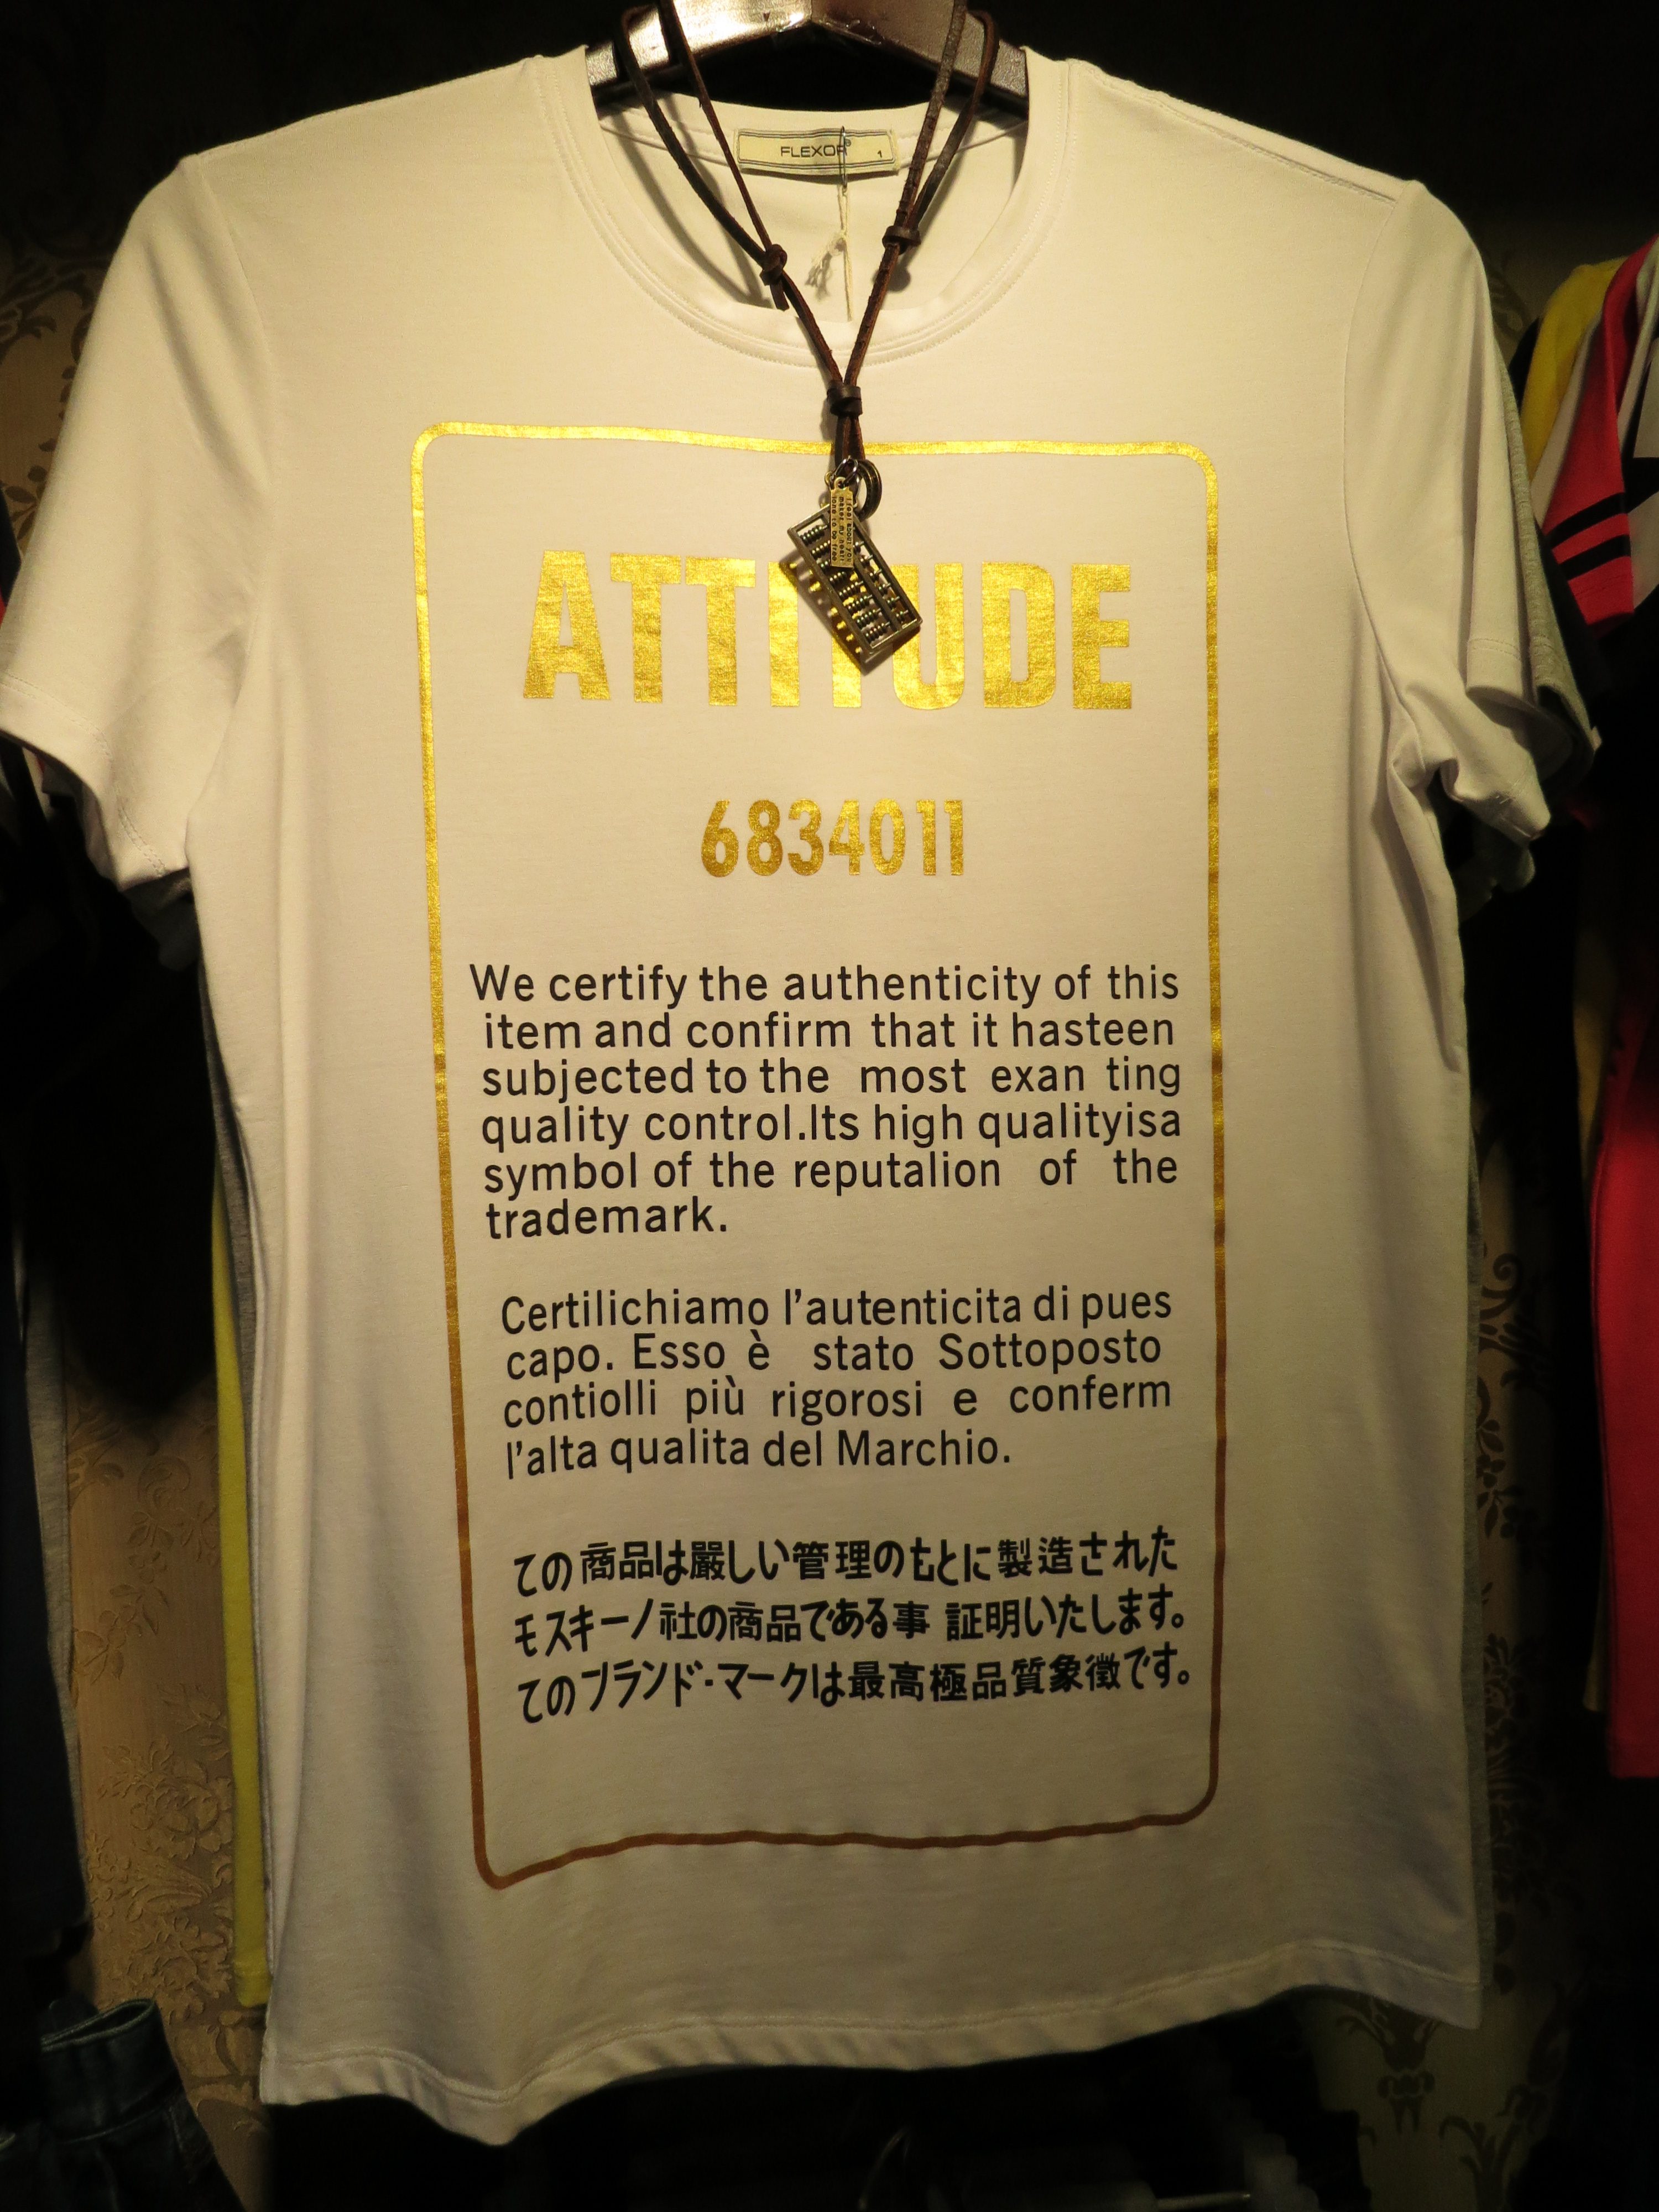 FLEXOR®
1
ATTITUDE
6834011
We certify the authenticity of this
item and confirm that it hasteen
subjected to the most exan ting
quality control.Its high qualityisa
symbol of the reputalion of the
trademark.
Certilichiamo l'autenticita di pues
capo. Esso è stato Sottoposto
contiolli più rigorosi e conferm
l'alta qualita del Marchio.
ての商品は嚴しい管理のもとに製造された
モスキーノ社の商品である事 証明いたします。
てのブランド·マークは最高極品質象徴です。